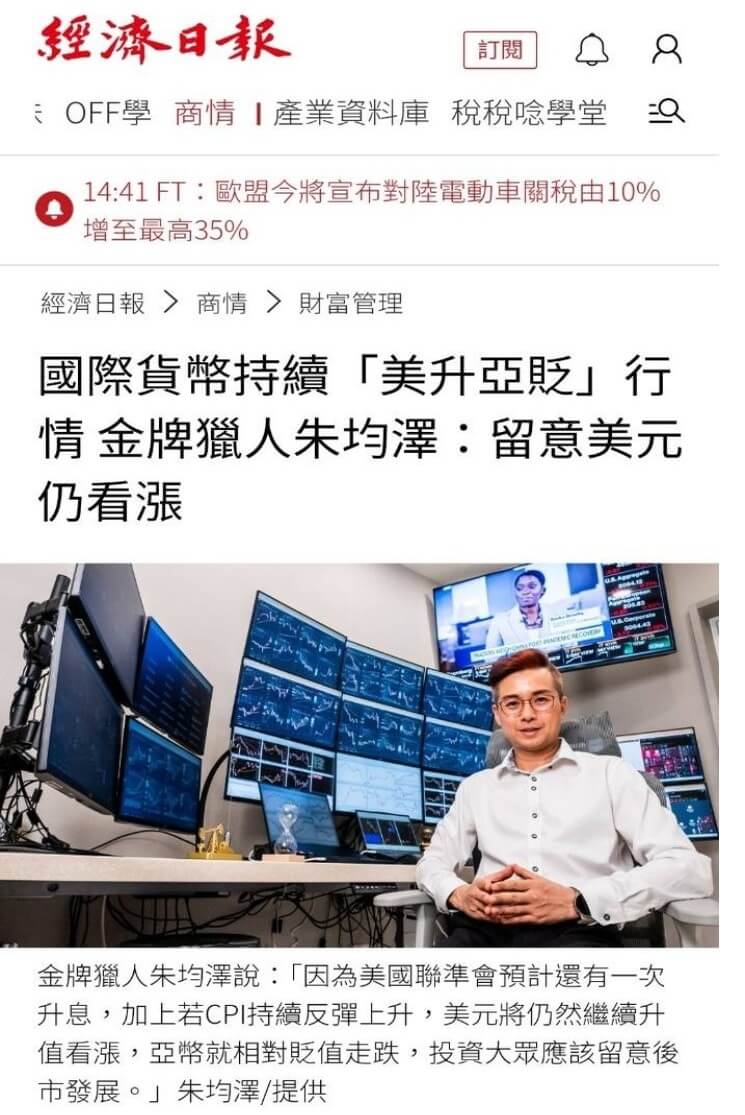 經濟日報
訂閱
OFF學 商情 產業資料庫 稅稅唸學堂
14:41 FT：歐盟今將宣布對陸電動車關稅由10%
增至最高35%
經濟日報 > 商情 > 財富管理
國際貨幣持續「美升亞貶」行
情 金牌獵人朱均澤：留意美元
仍看漲
U.S. Aggregate
U.S. Corporate
金牌獵人朱均澤說：「因為美國聯準會預計還有一次
升息，加上若CPI持續反彈上升，美元將仍然繼續升
值看漲，亞幣就相對貶值走跌，投資大眾應該留意後
市發展。」朱均澤/提供